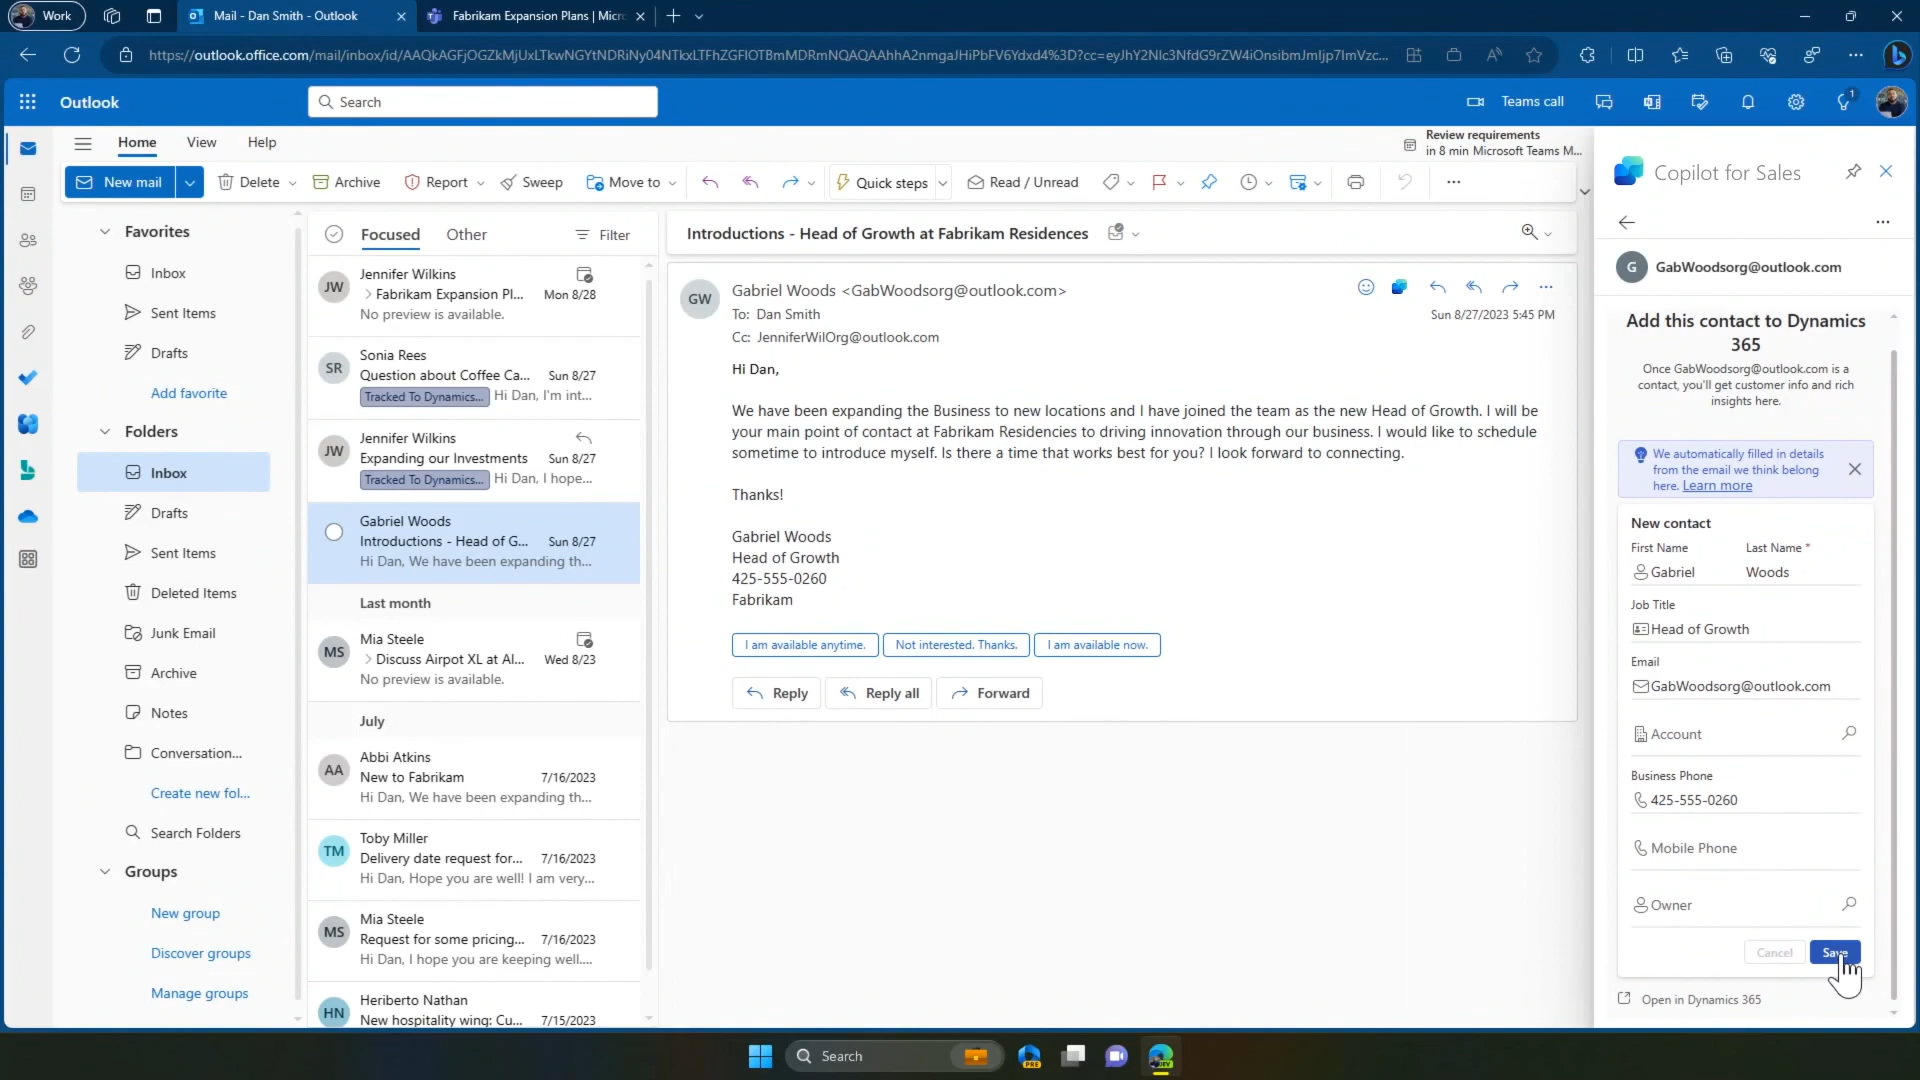 Work
Mail - Dan Smith - Outlook
Fabrikam Expansion Plans | Micr
Outlook
Search
Teams call
1
Home
View
Help
Review requirements
in 8 min Microsoft Teams M...
New mail
Delete
Archive
Report
Sweep
Move to
Quick steps
Read / Unread
Favorites
Inbox
Sent Items
Drafts
Add favorite
Folders
Inbox
Drafts
Sent Items
Deleted Items
Junk Email
Archive
Notes
Conversation...
Create new fol...
Search Folders
Groups
New group
Discover groups
Manage groups
Focused
Other
Filter
JW
Jennifer Wilkins
Fabrikam Expansion Pl...
Mon 8/28
No preview is available.
SR
Sonia Rees
Question about Coffee Ca...
Sun 8/27
Tracked To Dynamics...
Hi Dan, I'm int...
JW
Jennifer Wilkins
Expanding our Investments
Sun 8/27
Tracked To Dynamics...
Hi Dan, I hope...
Gabriel Woods
Introductions - Head of G...
Sun 8/27
Hi Dan, We have been expanding th...
Last month
MS
Mia Steele
Discuss Airpot XL at Al...
Wed 8/23
No preview is available.
July
AA
Abbi Atkins
New to Fabrikam
7/16/2023
Hi Dan, We have been expanding th...
TM
Toby Miller
Delivery date request for...
7/16/2023
Hi Dan, Hope you are well! I am very...
MS
Mia Steele
Request for some pricing...
7/16/2023
Hi Dan, I hope you are keeping well....
HN
Heriberto Nathan
New hospitality wing: Cu...
7/15/2023
Introductions - Head of Growth at Fabrikam Residences
GW
Gabriel Woods <GabWoodsorg@outlook.com>
To: Dan Smith
Cc: JenniferWilOrg@outlook.com
Sun 8/27/2023 5:45 PM
Hi Dan,
We have been expanding the Business to new locations and I have joined the team as the new Head of Growth. I will be
your main point of contact at Fabrikam Residencies to driving innovation through our business. I would like to schedule
sometime to introduce myself. Is there a time that works best for you? I look forward to connecting.
Thanks!
Gabriel Woods
Head of Growth
425-555-0260
Fabrikam
I am available anytime.
Not interested. Thanks.
I am available now.
Reply
Reply all
Forward
Copilot for Sales
G
GabWoodsorg@outlook.com
Add this contact to Dynamics
365
Once GabWoodsorg@outlook.com is a
contact, you'll get customer info and rich
insights here.
We automatically filled in details
from the email we think belong
here. Learn more
New contact
First Name
Last Name *
Gabriel
Woods
Job Title
Head of Growth
Email
GabWoodsorg@outlook.com
Account
Business Phone
425-555-0260
Mobile Phone
Owner
Cancel
Save
Open in Dynamics 365
Search